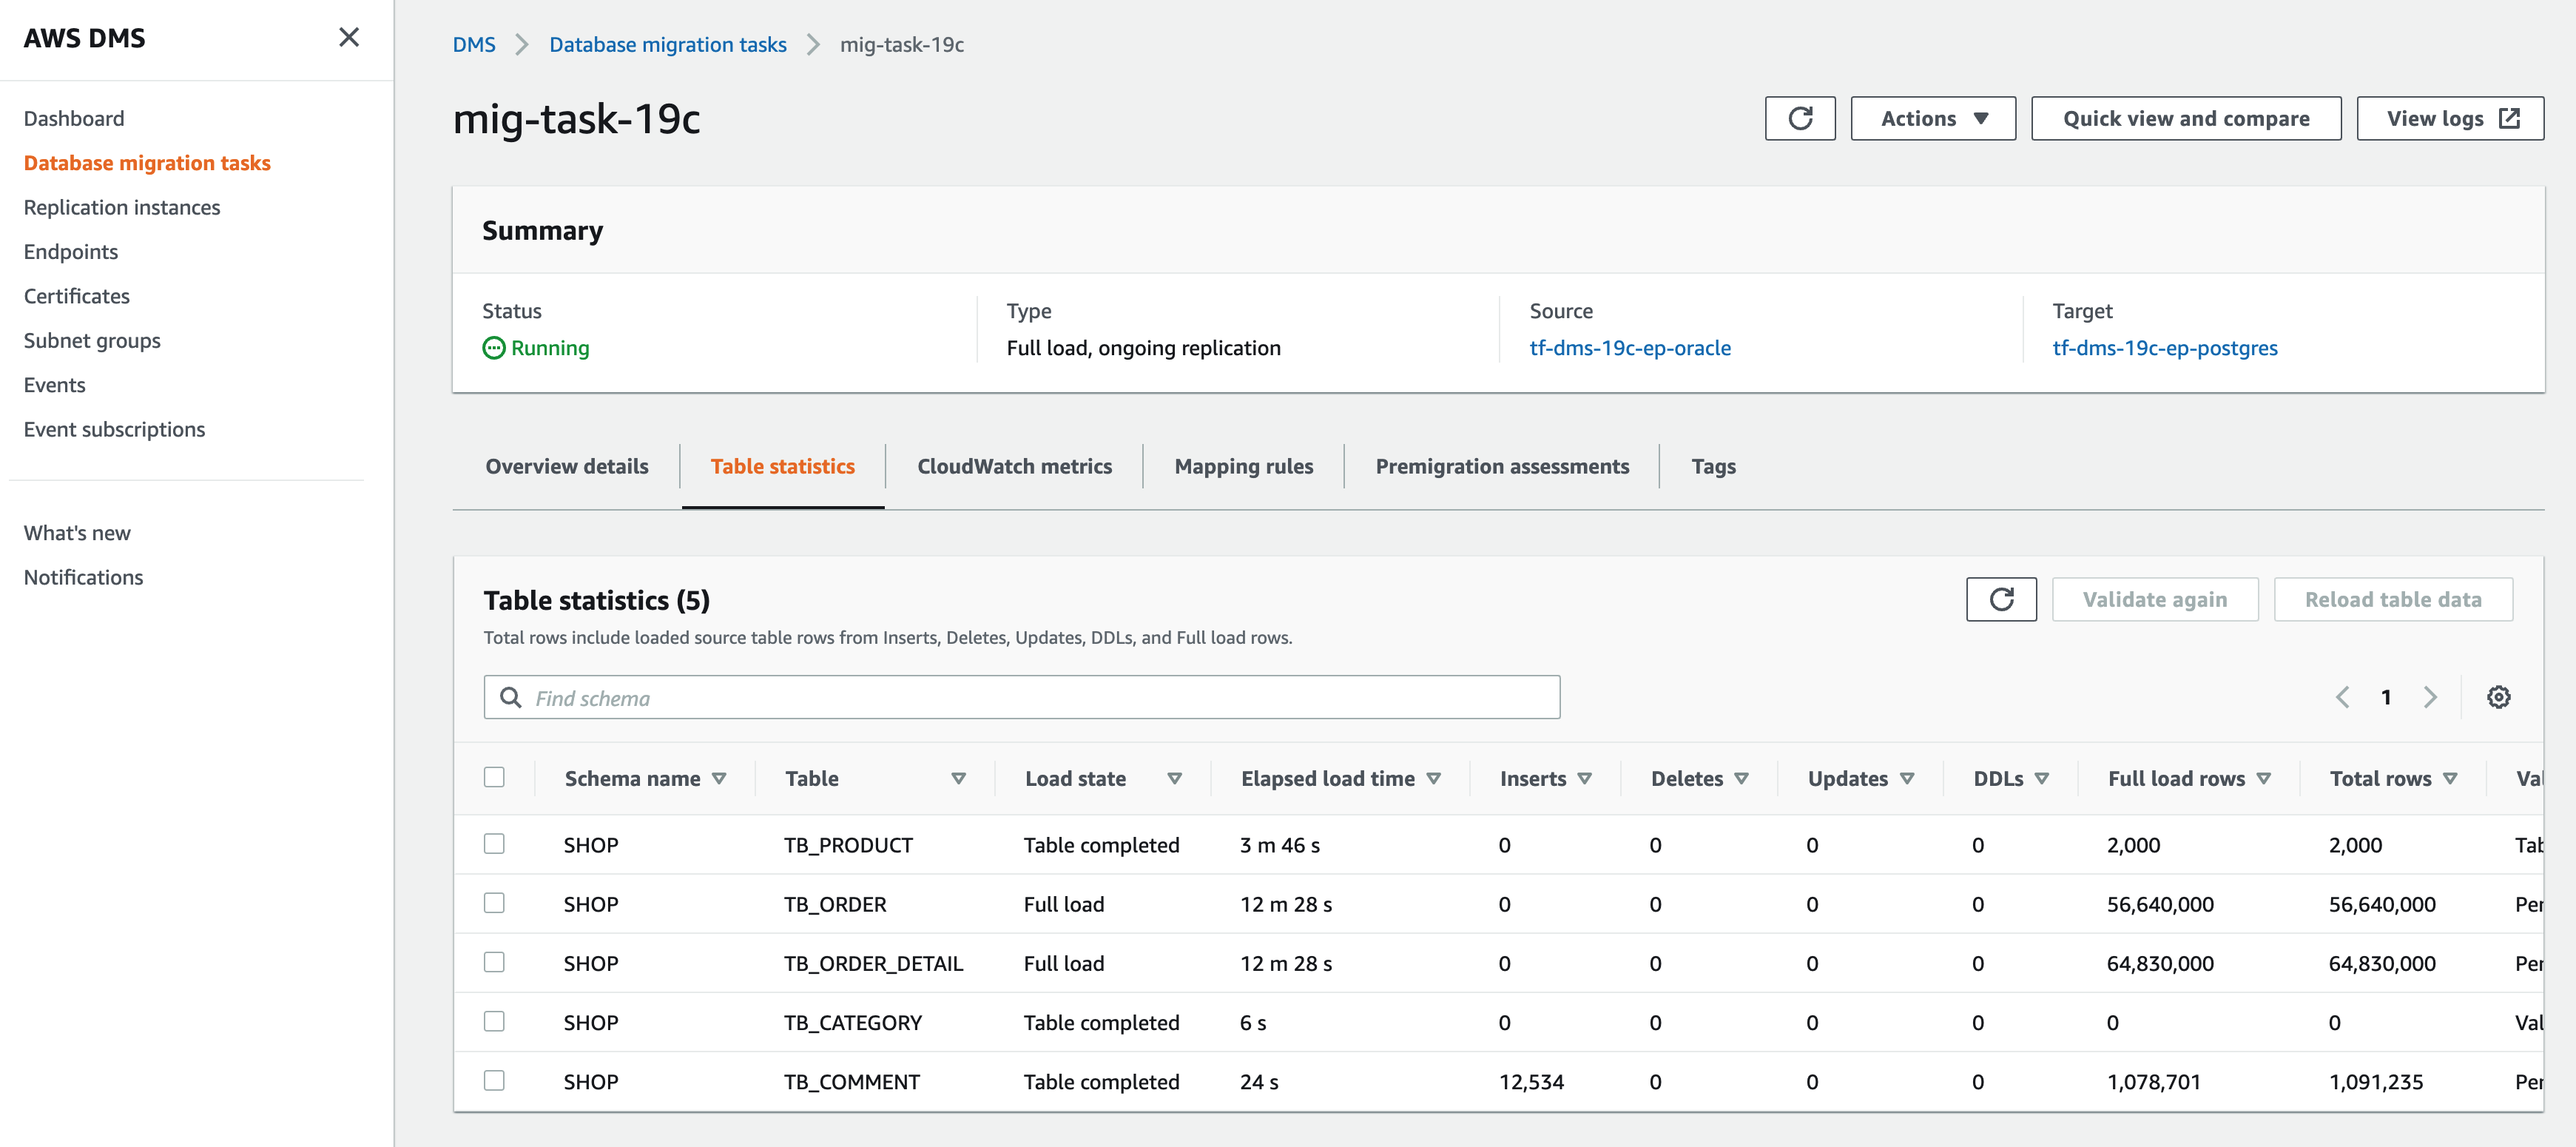 AWS DMS
Dashboard
Database migration tasks
Replication instances
Endpoints
Certificates
Subnet groups
Events
Event subscriptions
What's new
Notifications
DMS > Database migration tasks > mig-task-19c
mig-task-19c
Actions
Quick view and compare
View logs
Summary
Status Type Source Target
Running Full load, ongoing replication tf-dms-19c-ep-oracle tf-dms-19c-ep-postgres
Overview details Table statistics CloudWatch metrics Mapping rules Premigration assessments Tags
Table statistics (5)
Validate again Reload table data
Total rows include loaded source table rows from Inserts, Deletes, Updates, DDLs, and Full load rows.
Find schema
1
Schema name Table Load state Elapsed load time Inserts Deletes Updates DDLs Full load rows Total rows Val
SHOP TB_PRODUCT Table completed 3 m 46 s 0 0 0 0 2,000 2,000 Tab
SHOP TB_ORDER Full load 12 m 28 s 0 0 0 0 56,640,000 56,640,000 Per
SHOP TB_ORDER_DETAIL Full load 12 m 28 s 0 0 0 0 64,830,000 64,830,000 Per
SHOP TB_CATEGORY Table completed 6 s 0 0 0 0 0 0 Val
SHOP TB_COMMENT Table completed 24 s 12,534 0 0 0 1,078,701 1,091,235 Per